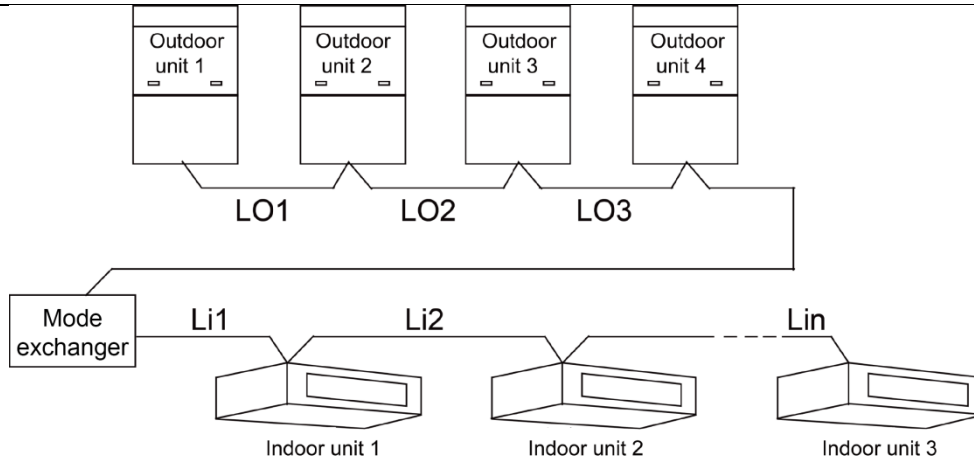 Outdoor
unit 1
Outdoor
unit 2
Outdoor
unit 3
Outdoor
unit 4
LO1
LO2
LO3
Mode
exchanger
Li1
Li2
Lin
Indoor unit 1
Indoor unit 2
Indoor unit 3